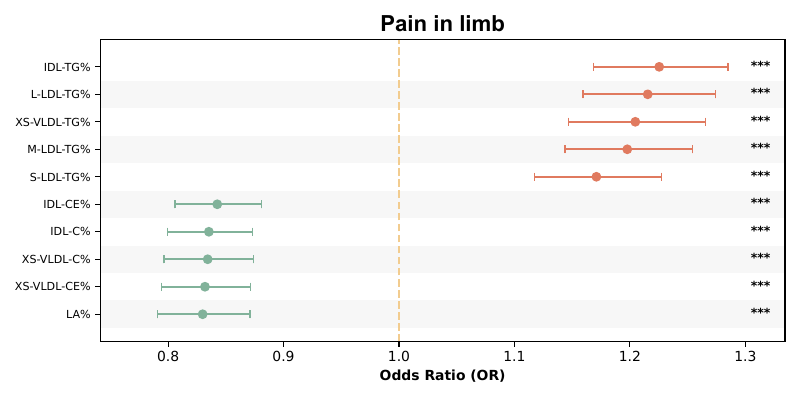 Pain in limb
IDL-TG% ***
L-LDL-TG% ***
XS-VLDL-TG% ***
M-LDL-TG% ***
S-LDL-TG% ***
IDL-CE% ***
IDL-C% ***
XS-VLDL-C% ***
XS-VLDL-CE% ***
LA% ***
0.8 0.9 1.0 1.1 1.2 1.3
Odds Ratio (OR)